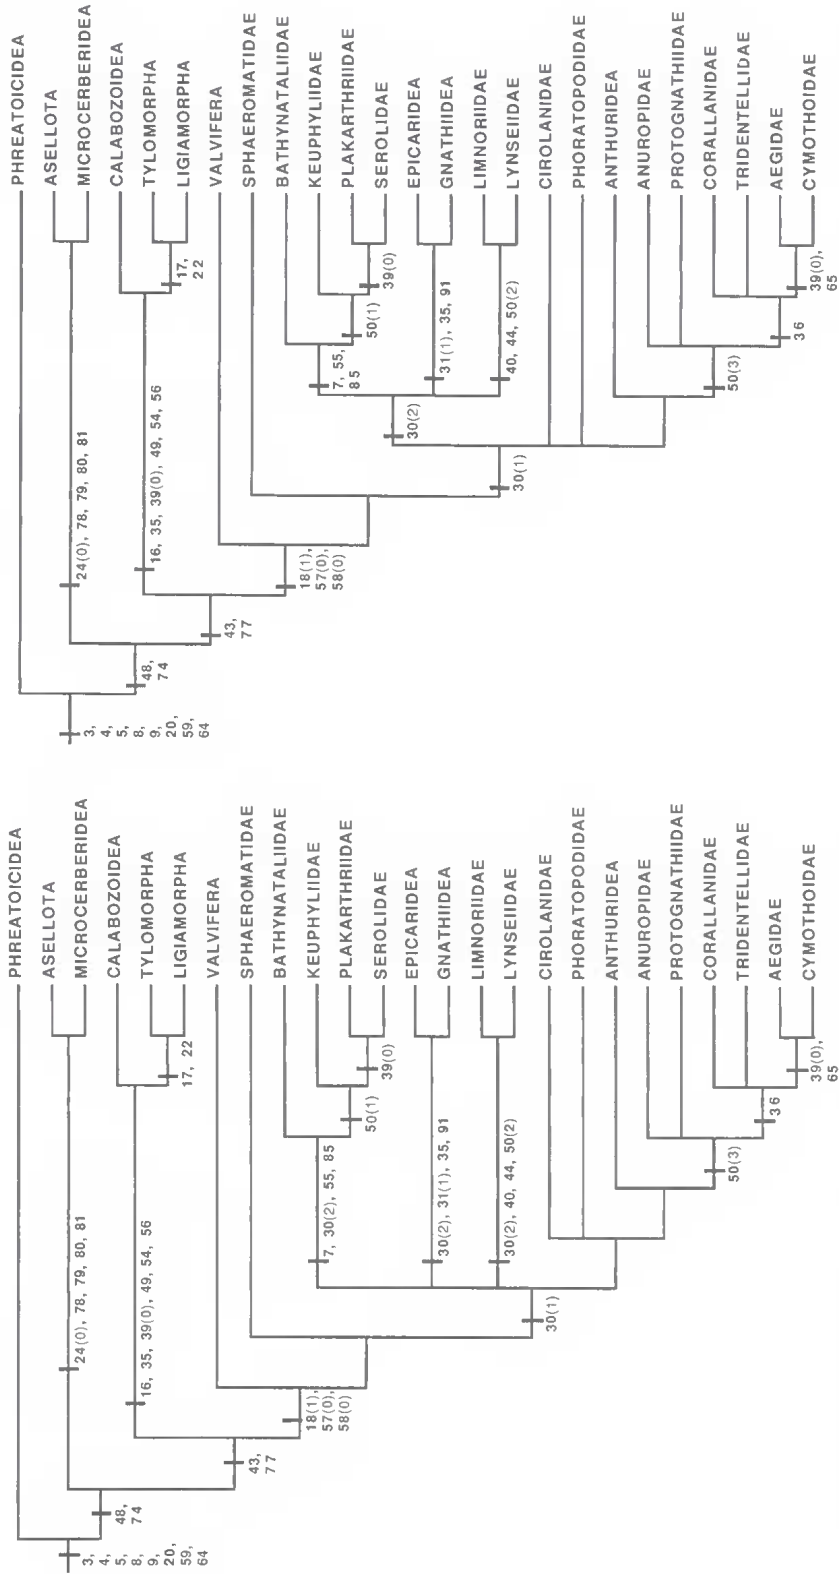 PHREATOICIDEA
ASELLOTA
MICROCERBERIDEA
CALABOZOIDEA
TYLOMORPHA
LIGIAMORPHA
VALVIFERA
SPHAEROMATIDAE
BATHYNATALIIDAE
KEUPHYLIIDAE
PLAKARTHRIIDAE
SEROLIDAE
EPICARIDEA
GNATHIIDEA
LIMNORIIDAE
LYNSEIIDAE
CIROLANIDAE
PHORATOPODIDAE
ANTHURIDEA
ANUROPIDAE
PROTOGNATHIIDAE
CORALLANIDAE
TRIDENTELLIDAE
AEGIDAE
CYMOTHOIDAE
3,
4,
5,
8,
9,
20,
59,
64
48,
74
24(0), 78, 79, 80, 81
43,
77
16, 35, 39(0), 49, 54, 56
17, 22
18(1),
57(0),
58(0)
30(1)
7, 30(2), 55, 85
50(1)
39(0)
30(2), 31(1), 35, 91
30(2), 40, 44, 50(2)
50(3)
36
39(0),
65
PHREATOICIDEA
ASELLOTA
MICROCERBERIDEA
CALABOZOIDEA
TYLOMORPHA
LIGIAMORPHA
VALVIFERA
SPHAEROMATIDAE
BATHYNATALIIDAE
KEUPHYLIIDAE
PLAKARTHRIIDAE
SEROLIDAE
EPICARIDEA
GNATHIIDEA
LIMNORIIDAE
LYNSEIIDAE
CIROLANIDAE
PHORATOPODIDAE
ANTHURIDEA
ANUROPIDAE
PROTOGNATHIIDAE
CORALLANIDAE
TRIDENTELLIDAE
AEGIDAE
CYMOTHOIDAE
3,
4,
5,
8,
9,
20,
59,
64
48,
74
24(0), 78, 79, 80, 81
43,
77
16, 35, 39(0), 49, 54, 56
17,
22
18(1),
57(0),
58(0)
30(1)
30(2)
7, 55,
85
50(1)
39(0)
31(1), 35, 91
40, 44, 50(2)
50(3)
36
39(0),
65